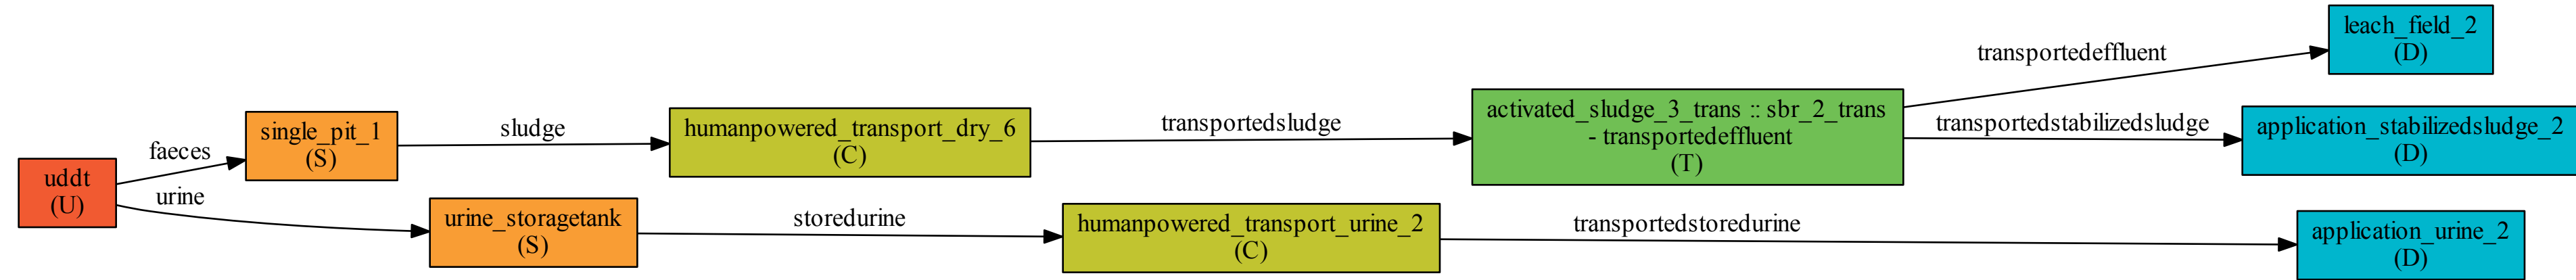 uddt
(U)
faeces
urine
single_pit_1
(S)
urine_storagetank
(S)
sludge
storedurine
humanpowered_transport_dry_6
(C)
humanpowered_transport_urine_2
(C)
transportedsludge
transportedstoredurine
activated_sludge_3_trans :: sbr_2_trans
- transportedeffluent
(T)
transportedeffluent
transportedstabilizedsludge
leach_field_2
(D)
application_stabilizedsludge_2
(D)
application_urine_2
(D)